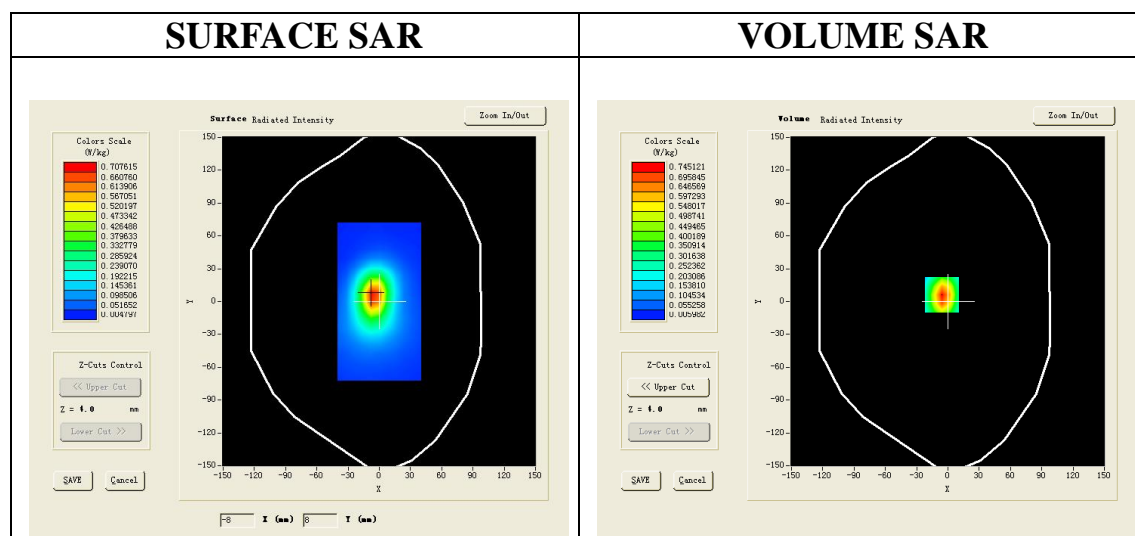 SURFACE SAR
VOLUME SAR
Surface Radiated Intensity
Zoom In/Out
Colors Scale
(W/kg)
0.707615
0.660760
0.613906
0.567051
0.520197
0.473342
0.426488
0.379633
0.332779
0.285924
0.239070
0.192215
0.145361
0.098506
0.051652
0.004797
Z-Cuts Control
<< Upper Cut
Z = 4.0 mm
Lower Cut >>
SAVE
Cancel
150
120
90
60
30
Y
0
-30
-60
-90
-120
-150
-150 -120 -90 -60 -30 0 30 60 90 120 150
X
-8 X (mm) 8 Y (mm)
Volume Radiated Intensity
Zoom In/Out
Colors Scale
(W/kg)
0.745121
0.695845
0.646569
0.597293
0.548017
0.498741
0.449465
0.400189
0.350914
0.301638
0.252362
0.203086
0.153810
0.104534
0.055258
0.005982
Z-Cuts Control
<< Upper Cut
Z = 4.0 mm
Lower Cut >>
SAVE
Cancel
150
120
90
60
30
Y
0
-30
-60
-90
-120
-150
-150 -120 -90 -60 -30 0 30 60 90 120 150
X